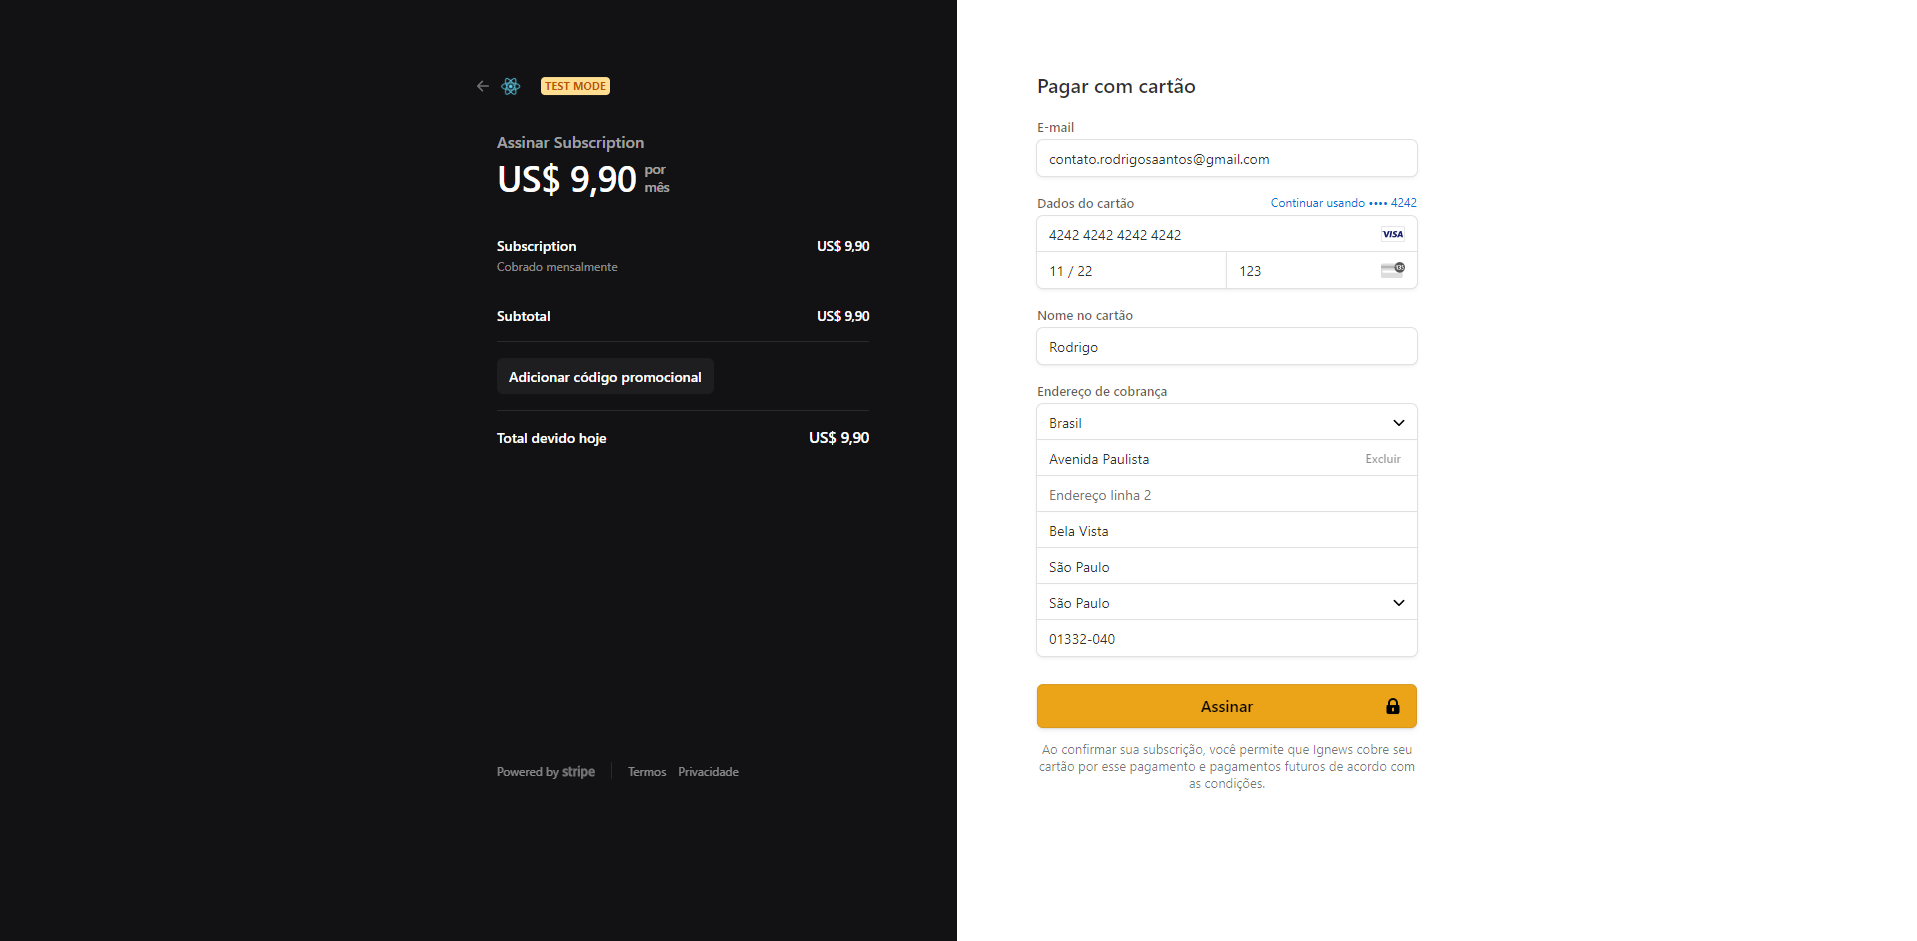 TEST MODE
Assinar Subscription
US$ 9,90 por
mês
Subscription US$ 9,90
Cobrado mensalmente
Subtotal US$ 9,90
Adicionar código promocional
Total devido hoje US$ 9,90
Powered by stripe Termos Privacidade
Pagar com cartão
E-mail
contato.rodrigosaantos@gmail.com
Dados do cartão Continuar usando •••• 4242
4242 4242 4242 4242 VISA
11 / 22 123
Nome no cartão
Rodrigo
Endereço de cobrança
Brasil
Avenida Paulista Excluir
Endereço linha 2
Bela Vista
São Paulo
São Paulo
01332-040
Assinar
Ao confirmar sua subscrição, você permite que Ignews cobre seu
cartão por esse pagamento e pagamentos futuros de acordo com
as condições.